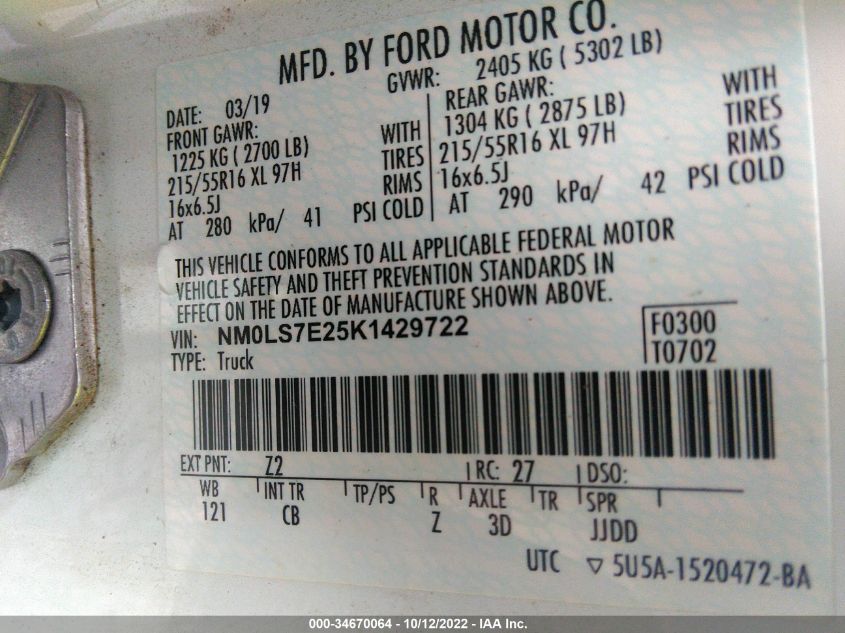 MFD. BY FORD MOTOR CO.
DATE: 03/19 GVWR: 2405 KG ( 5302 LB)
FRONT GAWR:
1225 KG ( 2700 LB) WITH
215/55R16 XL 97H TIRES
16x6.5J RIMS
AT 280 kPa/ 41 PSI COLD
REAR GAWR:
1304 KG ( 2875 LB) WITH
215/55R16 XL 97H TIRES
16x6.5J RIMS
AT 290 kPa/ 42 PSI COLD
THIS VEHICLE CONFORMS TO ALL APPLICABLE FEDERAL MOTOR
VEHICLE SAFETY AND THEFT PREVENTION STANDARDS IN
EFFECT ON THE DATE OF MANUFACTURE SHOWN ABOVE.
VIN: NM0LS7E25K1429722
TYPE: Truck
F0300
T0702
EXT PNT: Z2 RC: 27 DSO:
WB INT TR TP/PS R AXLE TR SPR
121 CB Z 3D JJDD
UTC ▽ 5U5A-1520472-BA
000-34670064 - 10/12/2022 - IAA Inc.